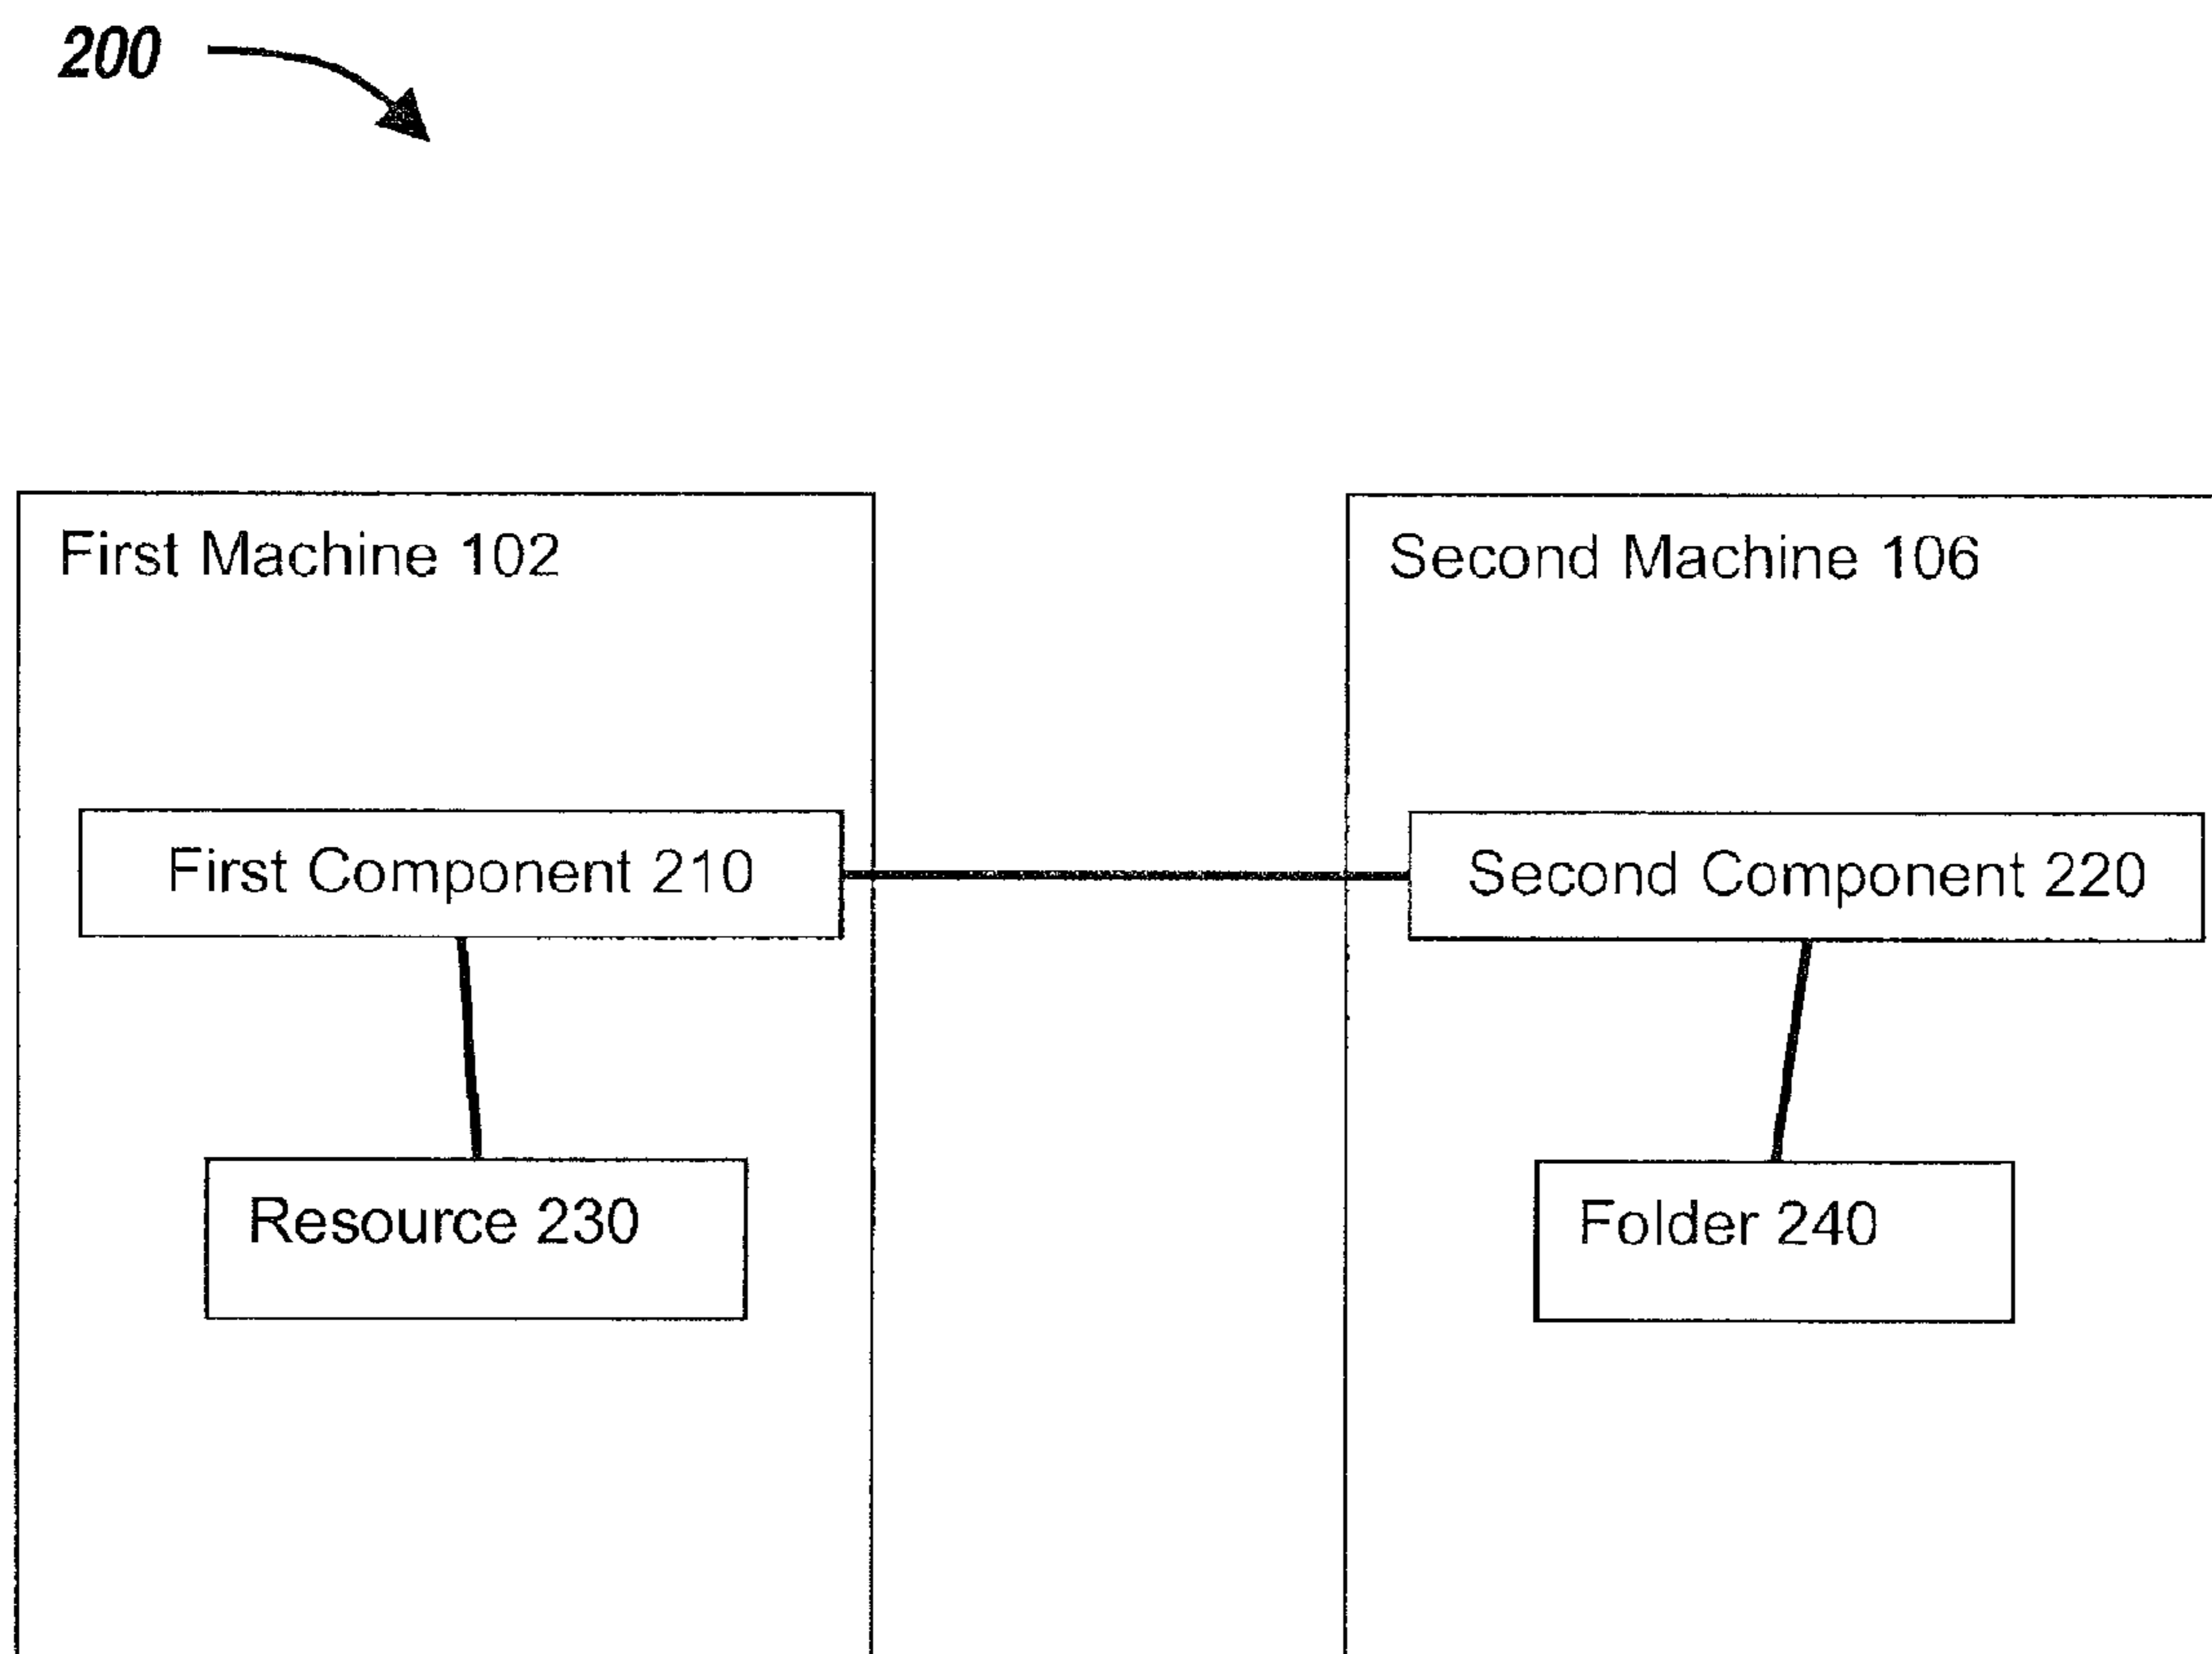 200
First Machine 102
Second Machine 106
First Component 210
Second Component 220
Resource 230
Folder 240